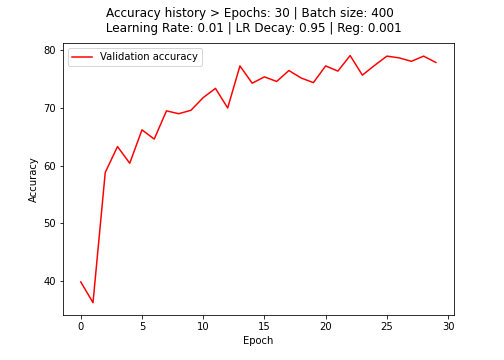 Accuracy history > Epochs: 30 | Batch size: 400
Learning Rate: 0.01 | LR Decay: 0.95 | Reg: 0.001
Validation accuracy
80
70
60
50
40
Accuracy
0 5 10 15 20 25 30
Epoch